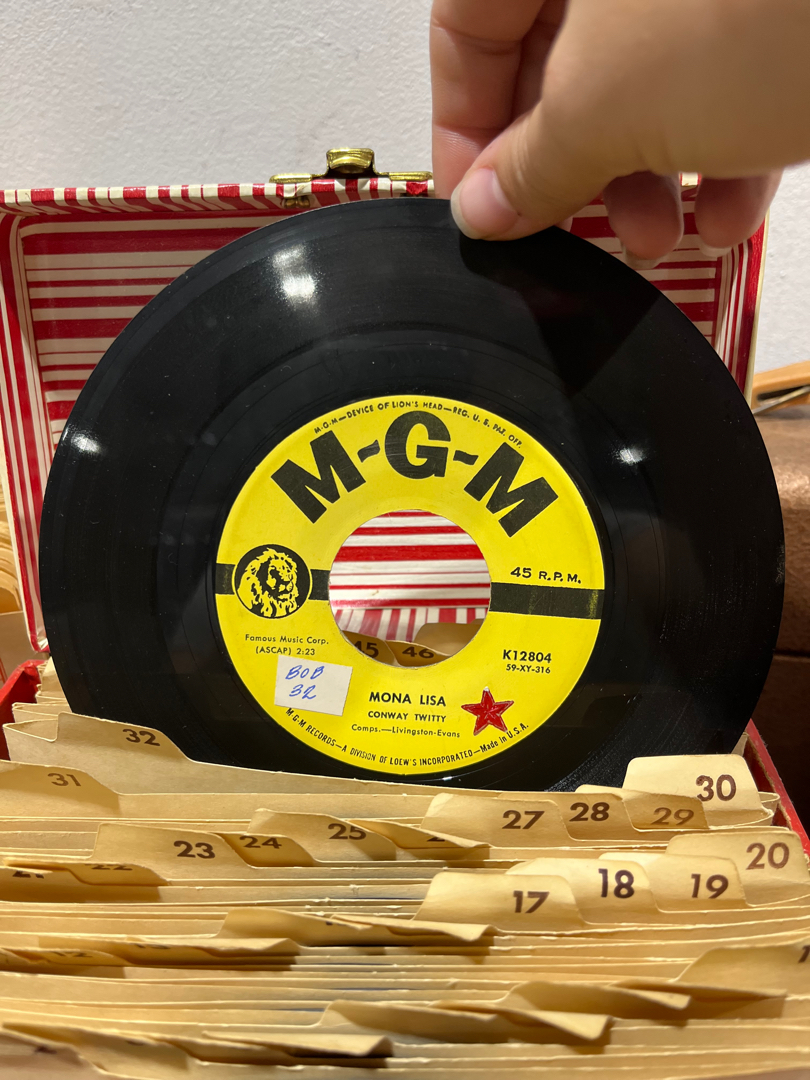 M-G-M—DEVICE OF LION'S HEAD—REG. U. S. PAT. OFF.
M-G-M
45 R.P.M.
Famous Music Corp.
(ASCAP) 2:23
K12804
59-XY-316
BOB
32
MONA LISA
CONWAY TWITTY
Comps.—Livingston-Evans
M-G-M RECORDS—A DIVISION OF LOEW'S INCORPORATED—Made in U.S.A.
45 46
32
31
30
27 28 29
23 24 25
22
20
17 18 19
12